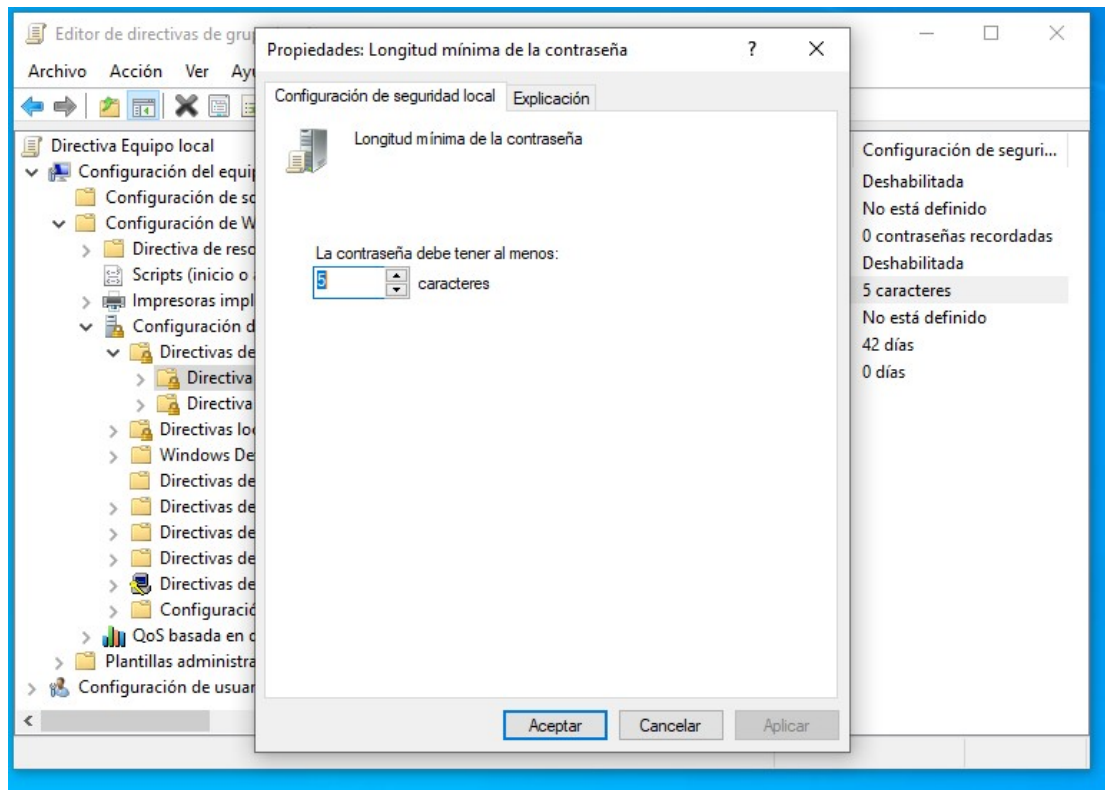 Editor de directivas de gru
Archivo Acción Ver Ay
Directiva Equipo local
Configuración del equi
Configuración de so
Configuración de W
Directiva de reso
Scripts (inicio o
Impresoras impl
Configuración d
Directivas de
Directiva
Directiva
Directivas lo
Windows De
Directivas de
Directivas de
Directivas de
Directivas de
Directivas de
Configuració
QoS basada en
Plantillas administra
Configuración de usuar
Propiedades: Longitud mínima de la contraseña
Configuración de seguridad local Explicación
Longitud mínima de la contraseña
La contraseña debe tener al menos:
5 caracteres
Aceptar Cancelar Aplicar
Configuración de seguri...
Deshabilitada
No está definido
0 contraseñas recordadas
Deshabilitada
5 caracteres
No está definido
42 días
0 días